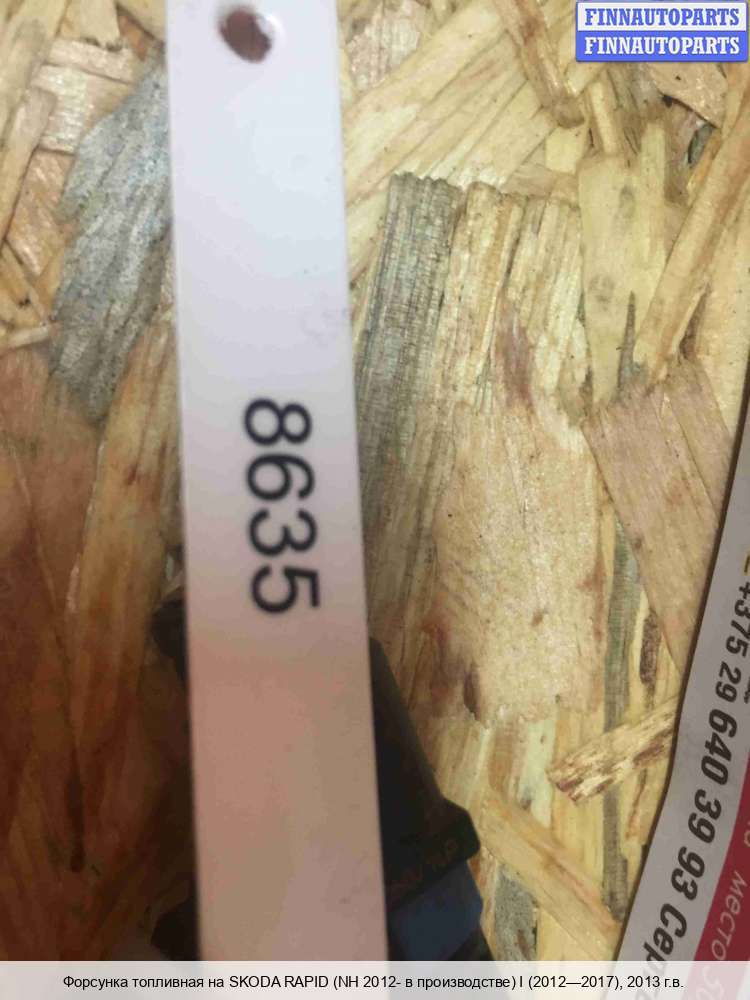 FINNAUTOPARTS
FINNAUTOPARTS
8635
+375 29 640 39 93
место
Форсунка топливная на SKODA RAPID (NH 2012- в производстве) I (2012—2017), 2013 г.в.